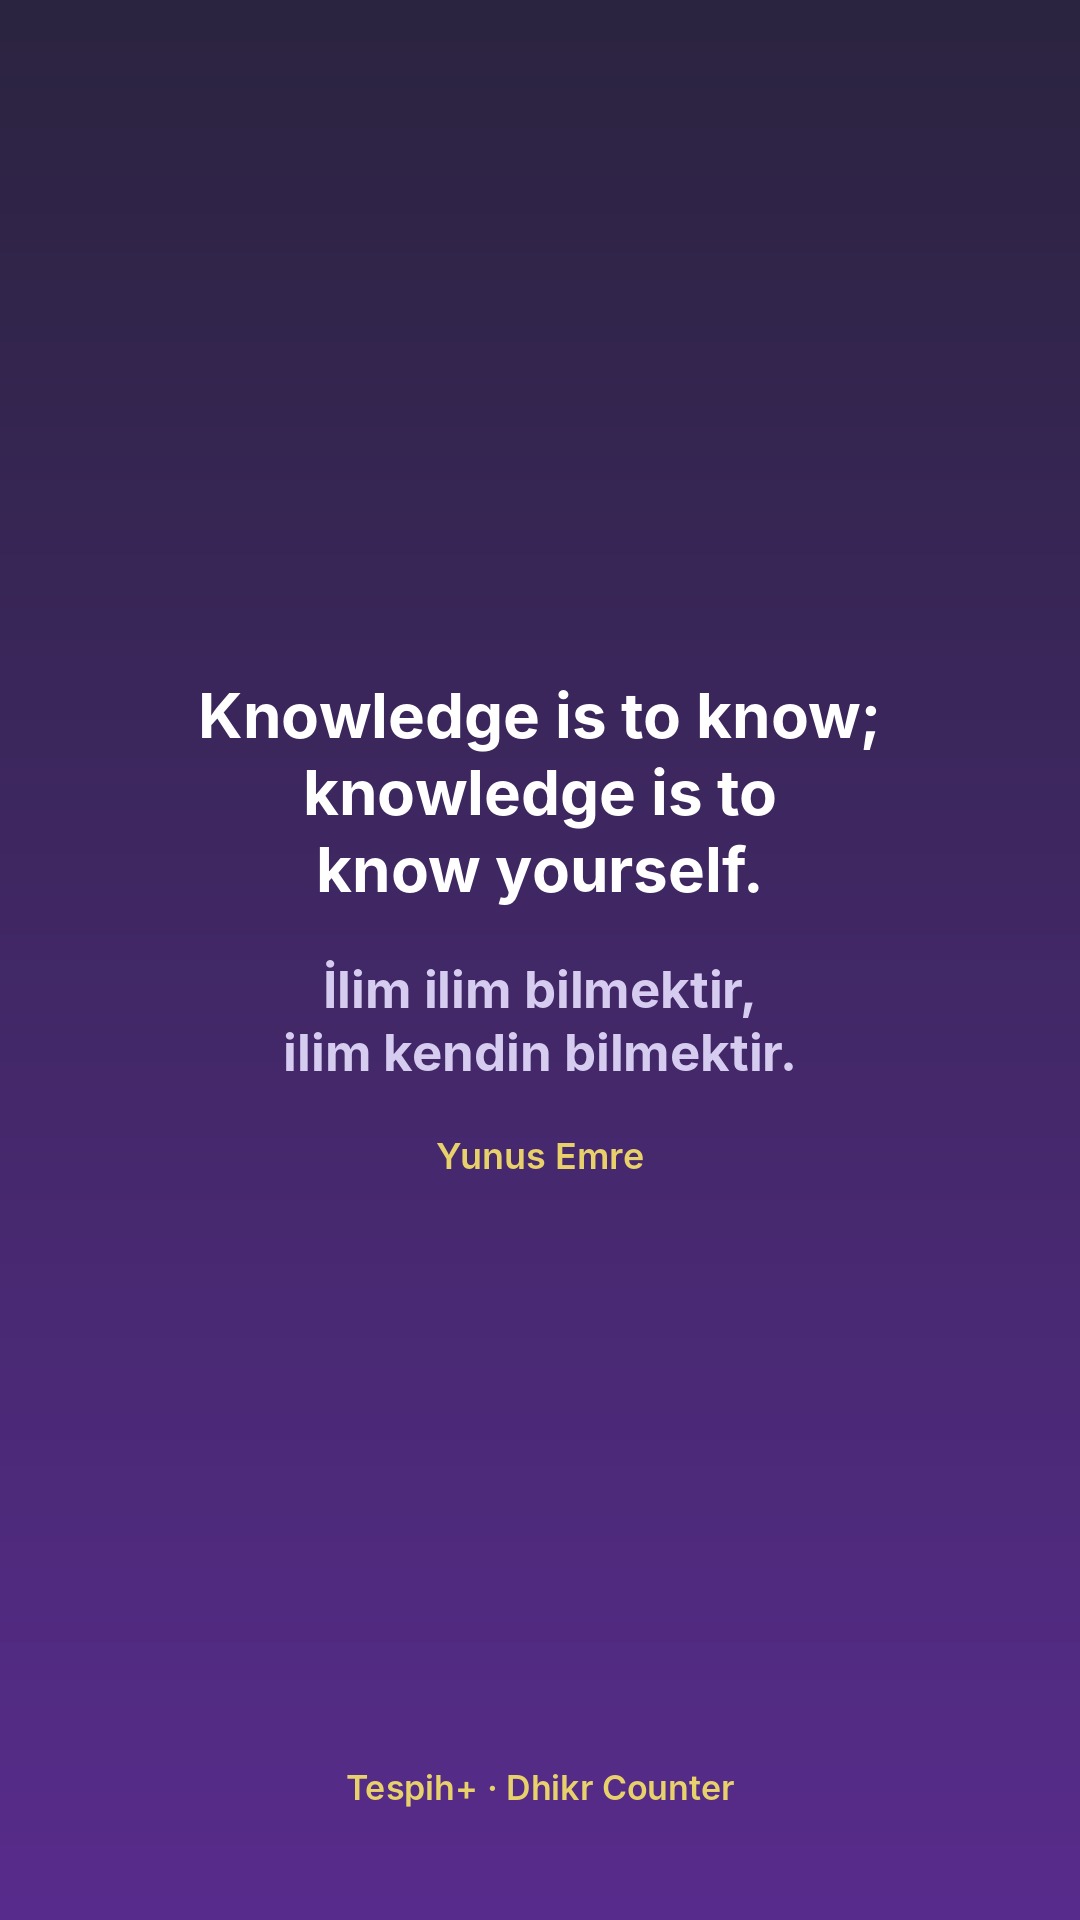 Knowledge is to know;
knowledge is to
know yourself.
İlim ilim bilmektir,
ilim kendin bilmektir.
Yunus Emre
Tespih+ · Dhikr Counter